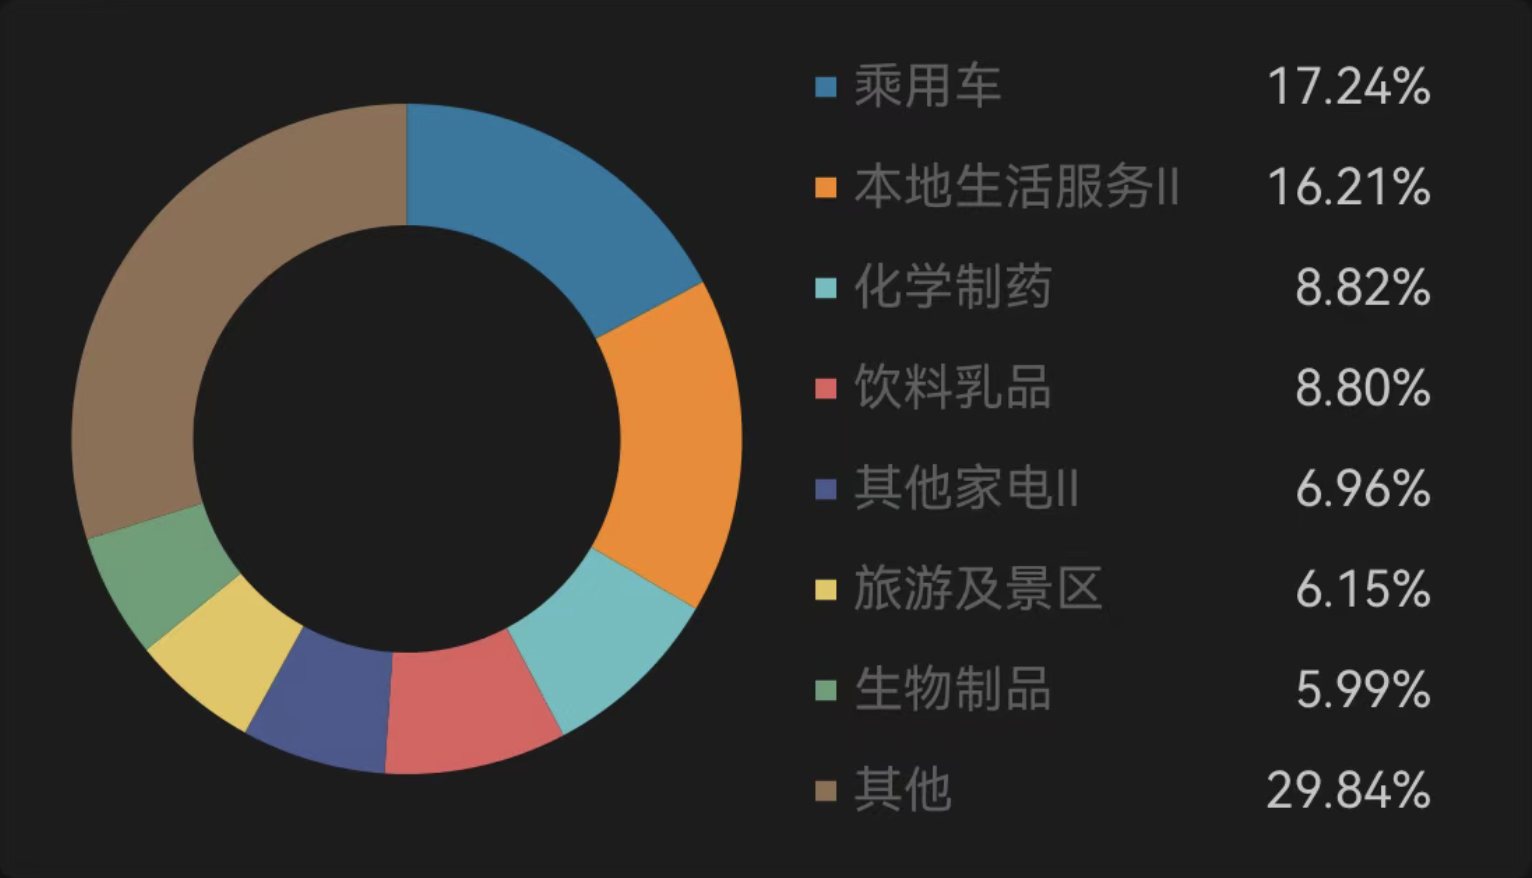 乘用车 17.24%
本地生活服务II 16.21%
化学制药 8.82%
饮料乳品 8.80%
其他家电II 6.96%
旅游及景区 6.15%
生物制品 5.99%
其他 29.84%